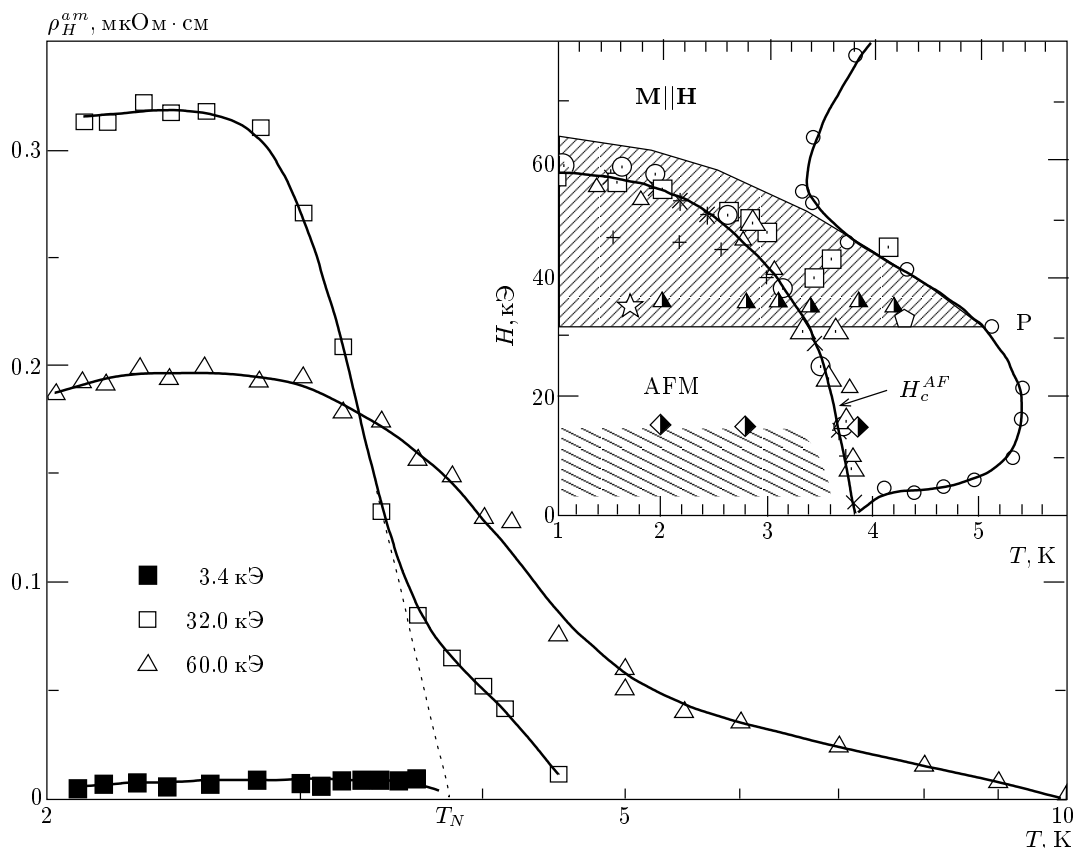 ρ_H^{am}, мкОм · см
0.3
0.2
0.1
0
2
T_N
5
10
T, К
3.4 кЭ
32.0 кЭ
60.0 кЭ
M||H
60
40
20
0
H, кЭ
P
AFM
H_c^{AF}
1
2
3
4
5
T, К